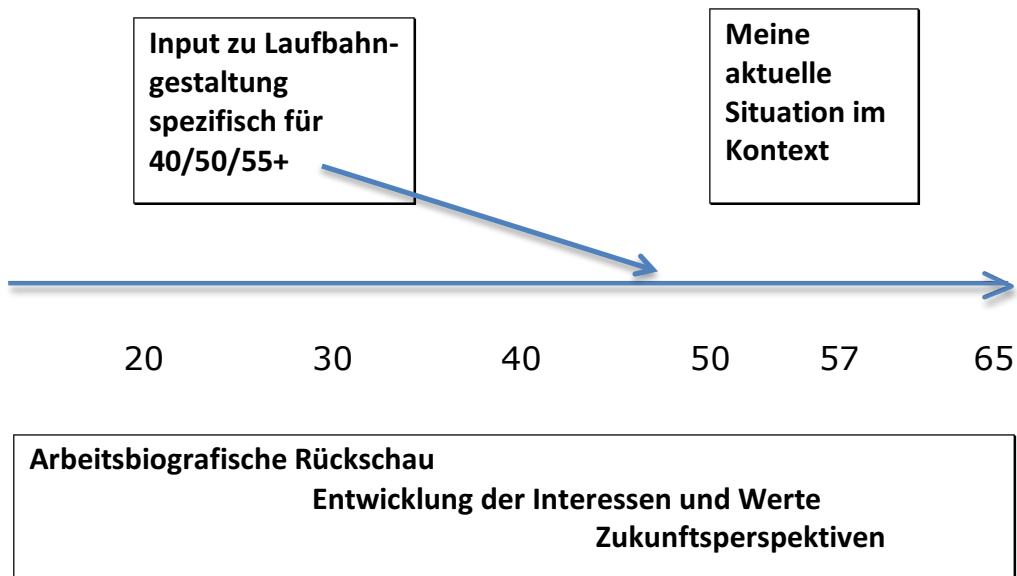 Input zu Laufbahn-
gestaltung
spezifisch für
40/50/55+
Meine
aktuelle
Situation im
Kontext
20 30 40 50 57 65
Arbeitsbiografische Rückschau
Entwicklung der Interessen und Werte
Zukunftsperspektiven